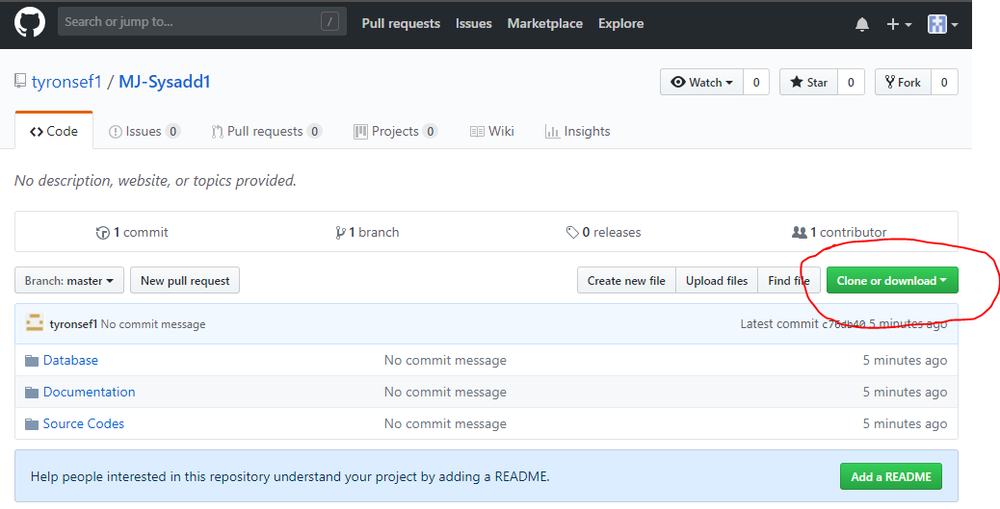 Search or jump to... / Pull requests Issues Marketplace Explore
tyronsef1 / MJ-Sysadd1 Watch 0 Star 0 Fork 0
Code Issues 0 Pull requests 0 Projects 0 Wiki Insights
No description, website, or topics provided.
1 commit 1 branch 0 releases 1 contributor
Branch: master New pull request Create new file Upload files Find file Clone or download
tyronsef1 No commit message Latest commit c76db40 5 minutes ago
Database No commit message 5 minutes ago
Documentation No commit message 5 minutes ago
Source Codes No commit message 5 minutes ago
Help people interested in this repository understand your project by adding a README. Add a README